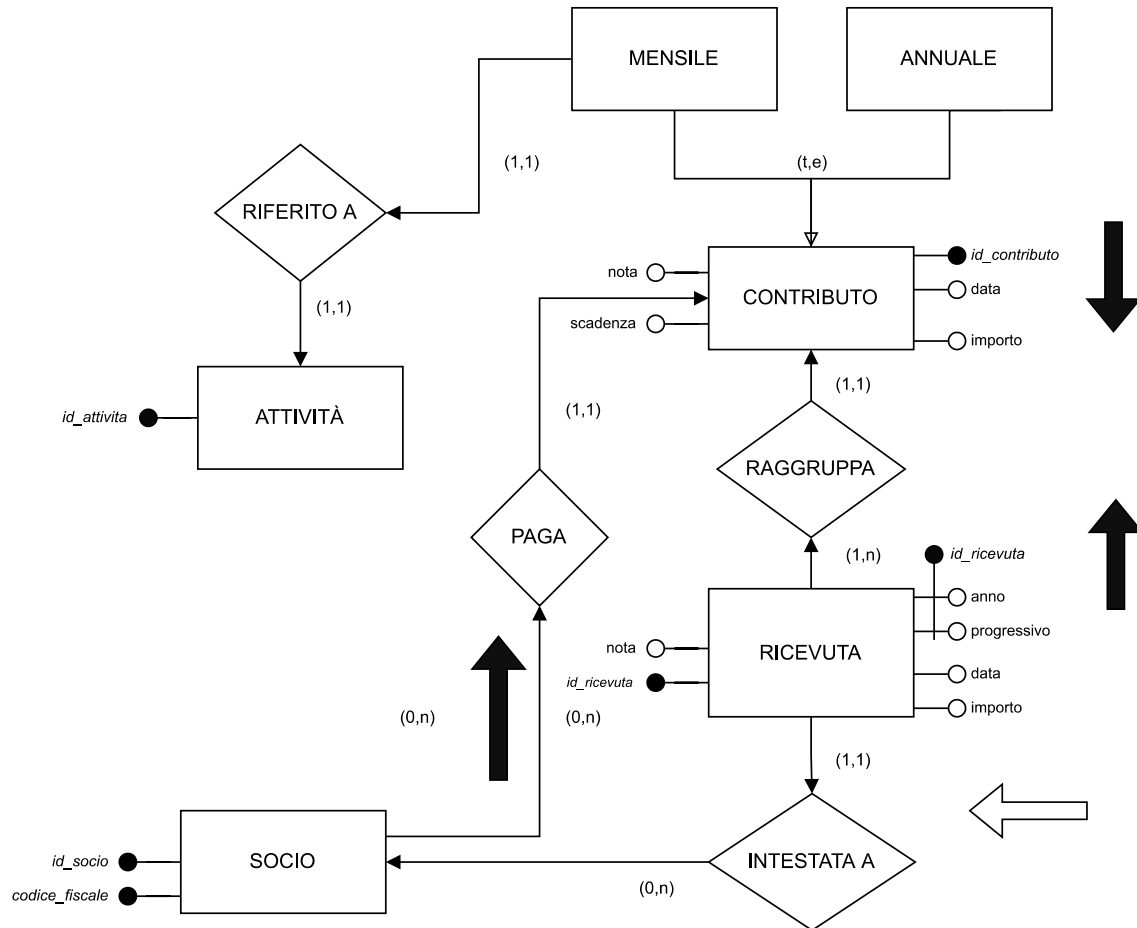 MENSILE
ANNUALE
(1,1)
(t,e)
RIFERITO A
nota
CONTRIBUTO
id_contributo
data
scadenza
importo
(1,1)
id_attivita
ATTIVITÀ
(1,1)
(1,1)
RAGGRUPPA
PAGA
(1,n)
id_ricevuta
anno
nota
RICEVUTA
progressivo
id_ricevuta
data
importo
(0,n)
(0,n)
(1,1)
id_socio
SOCIO
INTESTATA A
codice_fiscale
(0,n)